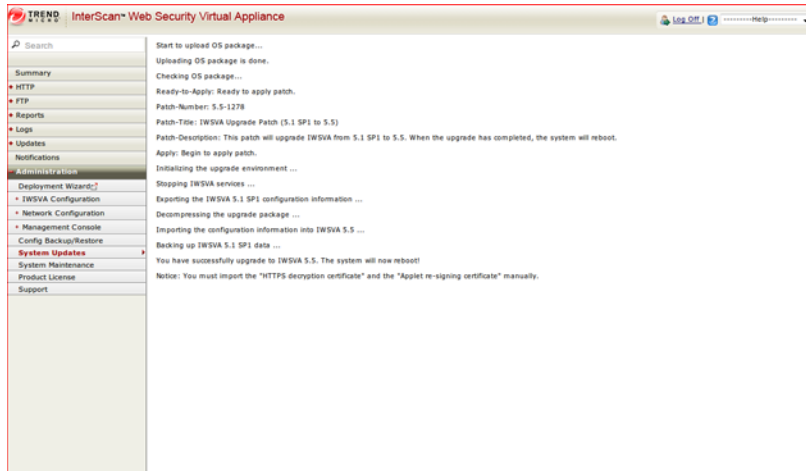 TREND MICRO InterScan™ Web Security Virtual Appliance
Log Off | ---------Help---------
Search
Summary
HTTP
FTP
Reports
Logs
Updates
Notifications
Administration
Deployment Wizard
IWSVA Configuration
Network Configuration
Management Console
Config Backup/Restore
System Updates
System Maintenance
Product License
Support
Start to upload OS package...
Uploading OS package is done.
Checking OS package...
Ready-to-Apply: Ready to apply patch.
Patch-Number: 5.5-1278
Patch-Title: IWSVA Upgrade Patch (5.1 SP1 to 5.5)
Patch-Description: This patch will upgrade IWSVA from 5.1 SP1 to 5.5. When the upgrade has completed, the system will reboot.
Apply: Begin to apply patch.
Initializing the upgrade environment ...
Stopping IWSVA services ...
Exporting the IWSVA 5.1 SP1 configuration information ...
Decompressing the upgrade package ...
Importing the configuration information into IWSVA 5.5 ...
Backing up IWSVA 5.1 SP1 data ...
You have successfully upgrade to IWSVA 5.5. The system will now reboot!
Notice: You must import the "HTTPS decryption certificate" and the "Applet re-signing certificate" manually.